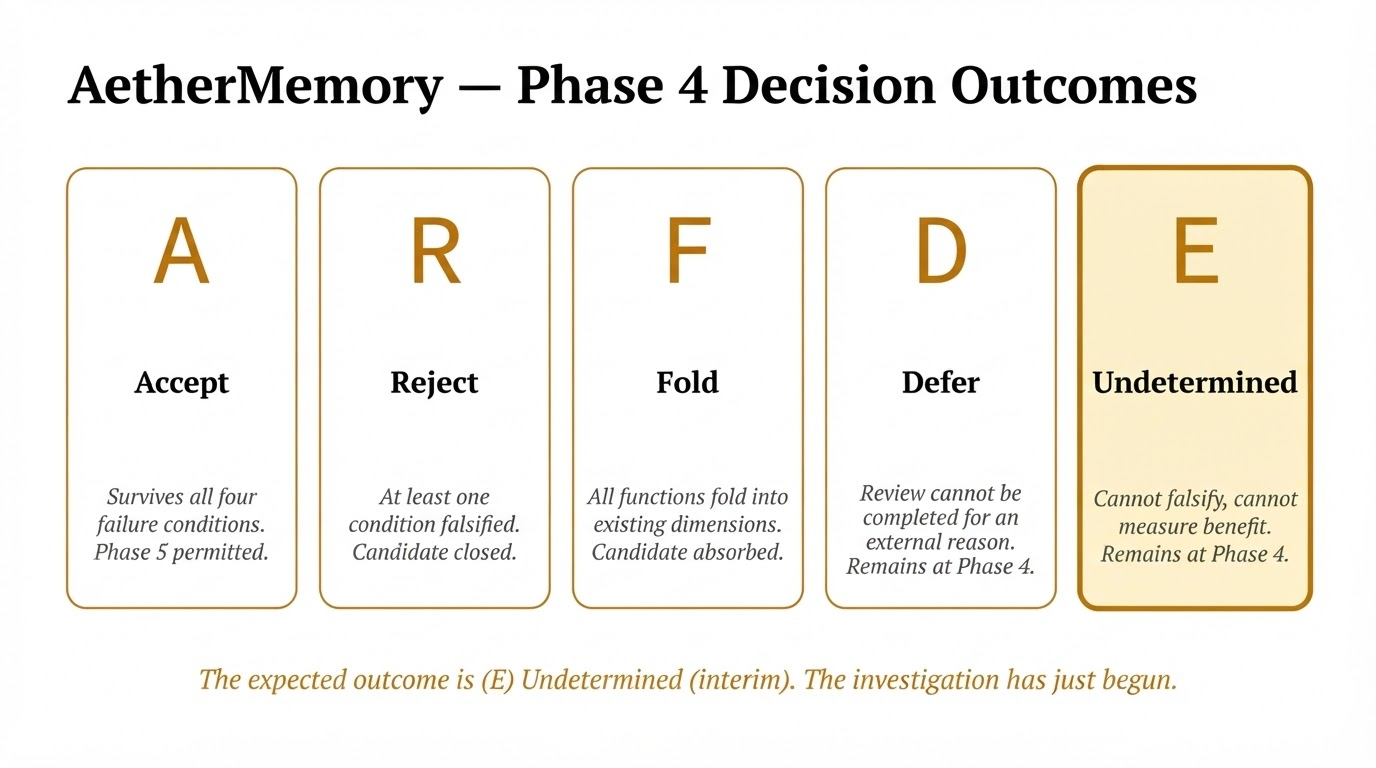 AetherMemory — Phase 4 Decision Outcomes
A
Accept
Survives all four
failure conditions.
Phase 5 permitted.
R
Reject
At least one
condition falsified.
Candidate closed.
F
Fold
All functions fold into
existing dimensions.
Candidate absorbed.
D
Defer
Review cannot be
completed for an
external reason.
Remains at Phase 4.
E
Undetermined
Cannot falsify, cannot
measure benefit.
Remains at Phase 4.
The expected outcome is (E) Undetermined (interim). The investigation has just begun.